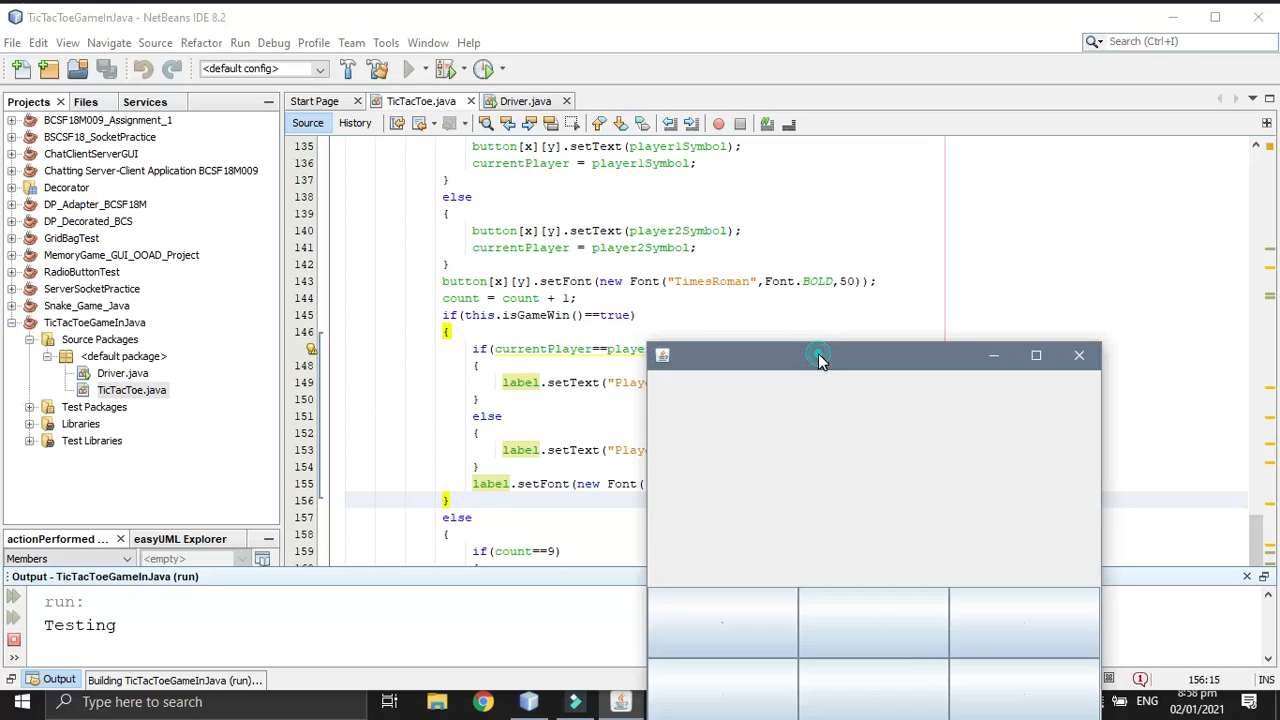 TicTacToeGameInJava - NetBeans IDE 8.2
File Edit View Navigate Source Refactor Run Debug Profile Team Tools Window Help
Search (Ctrl+I)
<default config>
Projects Files Services
Start Page TicTacToe.java Driver.java
Source History
BCSF18M009_Assignment_1
BSCSF18_SocketPractice
ChatClientServerGUI
Chatting Server-Client Application BCSF18M009
Decorator
DP_Adapter_BCSF18M
DP_Decorated_BCS
GridBagTest
MemoryGame_GUI_OOAD_Project
RadioButtonTest
ServerSocketPractice
Snake_Game_Java
TicTacToeGameInJava
Source Packages
<default package>
Driver.java
TicTacToe.java
Test Packages
Libraries
Test Libraries
135 button[x][y].setText(player1Symbol);
136 currentPlayer = player1Symbol;
137 }
138 else
139 {
140 button[x][y].setText(player2Symbol);
141 currentPlayer = player2Symbol;
142 }
143 button[x][y].setFont(new Font("TimesRoman",Font.BOLD,50));
144 count = count + 1;
145 if(this.isGameWin()==true)
146 {
if(currentPlayer==playe
148 {
149 label.setText("Play
150 }
151 else
152 {
153 label.setText("Play
154 }
155 label.setFont(new Font(
156 }
157 else
158 {
159 if(count==9)
actionPerformed ... easyUML Explorer
Members <empty>
Output - TicTacToeGameInJava (run)
run:
Testing
Output Building TicTacToeGameInJava (run)...
1 156:15 INS
Type here to search
ENG
8:58 pm
02/01/2021